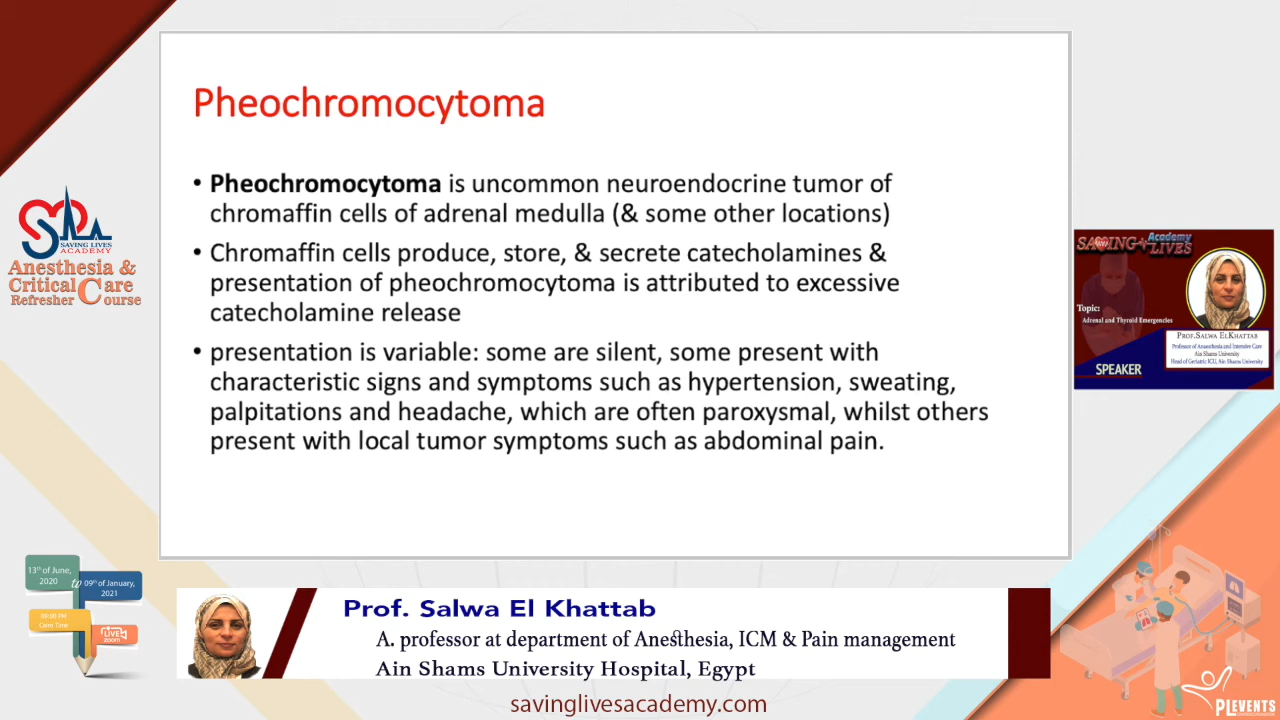 Pheochromocytoma
• Pheochromocytoma is uncommon neuroendocrine tumor of
chromaffin cells of adrenal medulla (& some other locations)
• Chromaffin cells produce, store, & secrete catecholamines &
presentation of pheochromocytoma is attributed to excessive
catecholamine release
• presentation is variable: some are silent, some present with
characteristic signs and symptoms such as hypertension, sweating,
palpitations and headache, which are often paroxysmal, whilst others
present with local tumor symptoms such as abdominal pain.
SAVING LIVES
ACADEMY
Anesthesia &
Critical Care
Refresher Course
13th of June,
2020
to
09th of January,
2021
09:00 PM
Cairo Time
LIVE
zoom
SAVING LIVES Academy
Topic:
Adrenal and Thyroid Emergencies
PROF.SALWA ELKHATTAB
Professor of Anaesthesia and Intensive Care
Ain Shams University
Head of Geriatric ICU, Ain Shams University
SPEAKER
Prof. Salwa El Khattab
A. professor at department of Anesthesia, ICM & Pain management
Ain Shams University Hospital, Egypt
savinglivesacademy.com
PLEVENTS